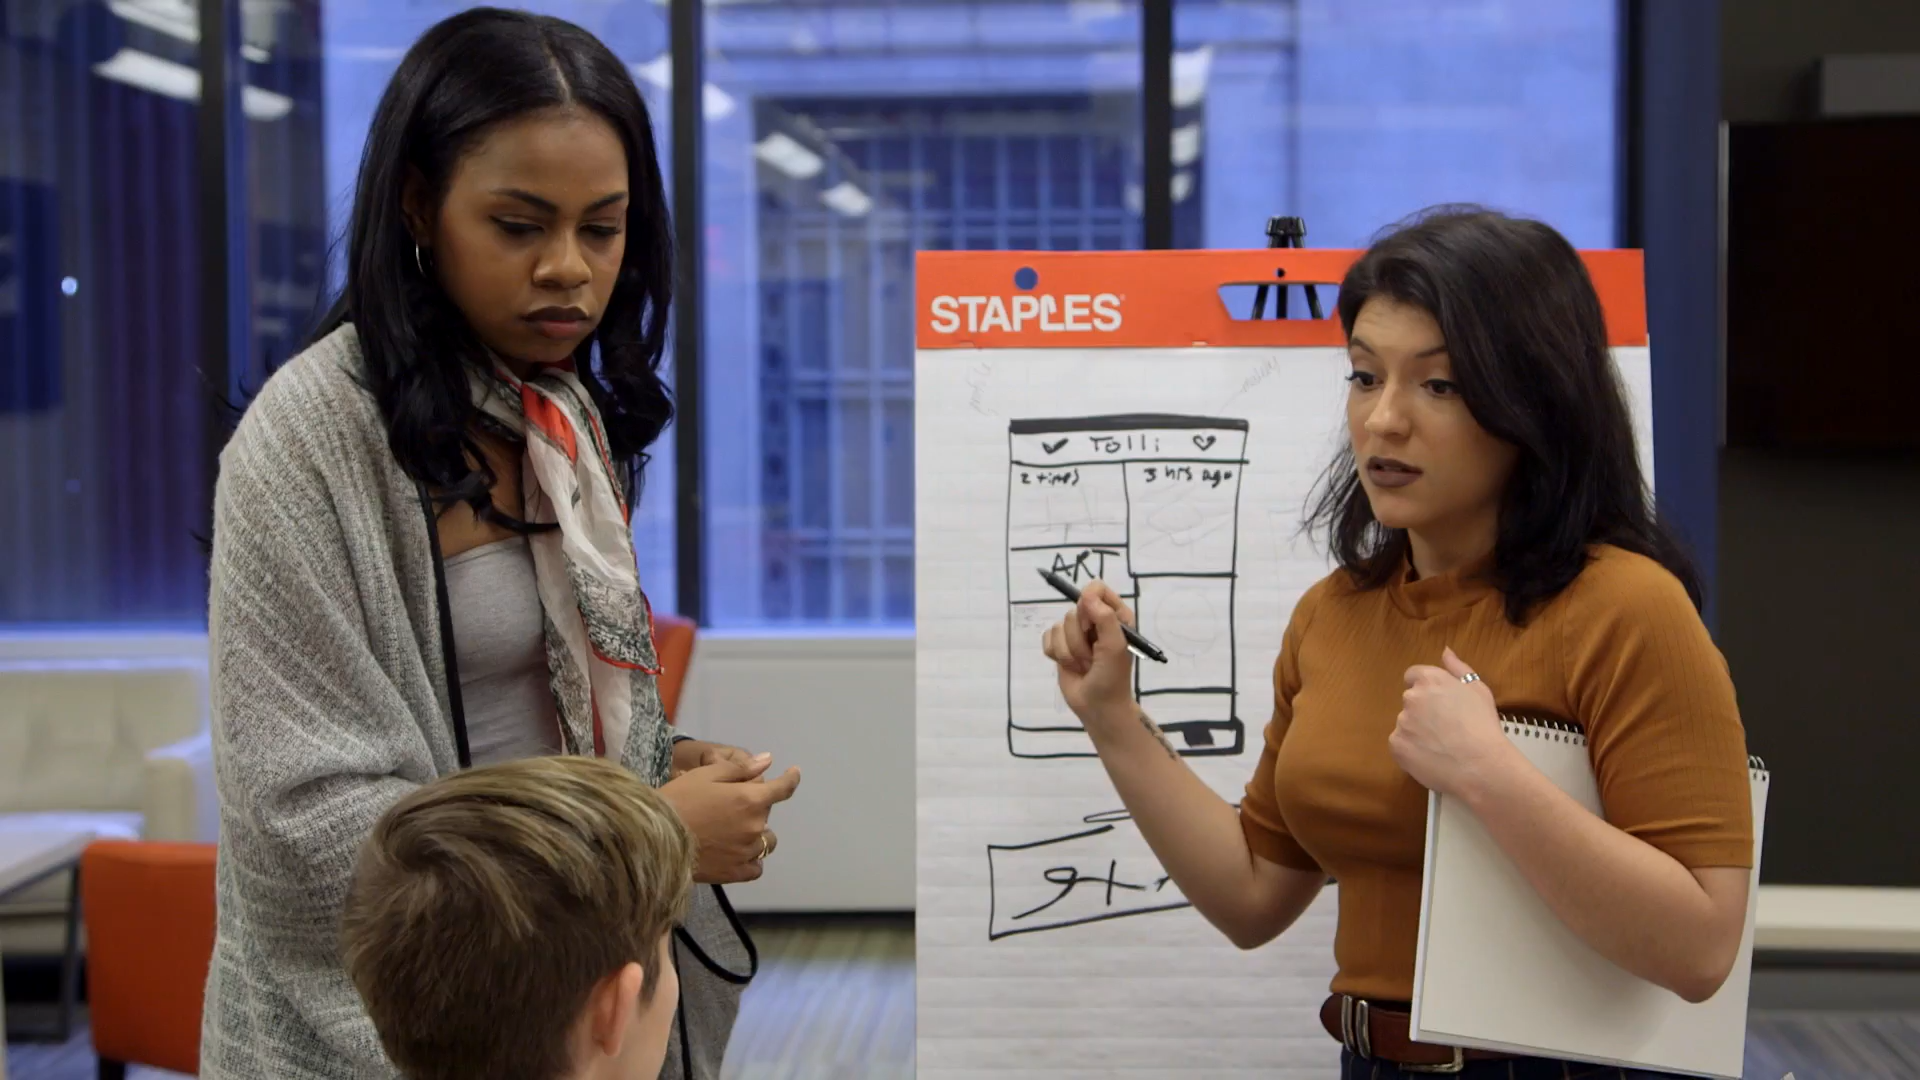 STAPLES
Tolli
2 times
3 hrs ago
ART